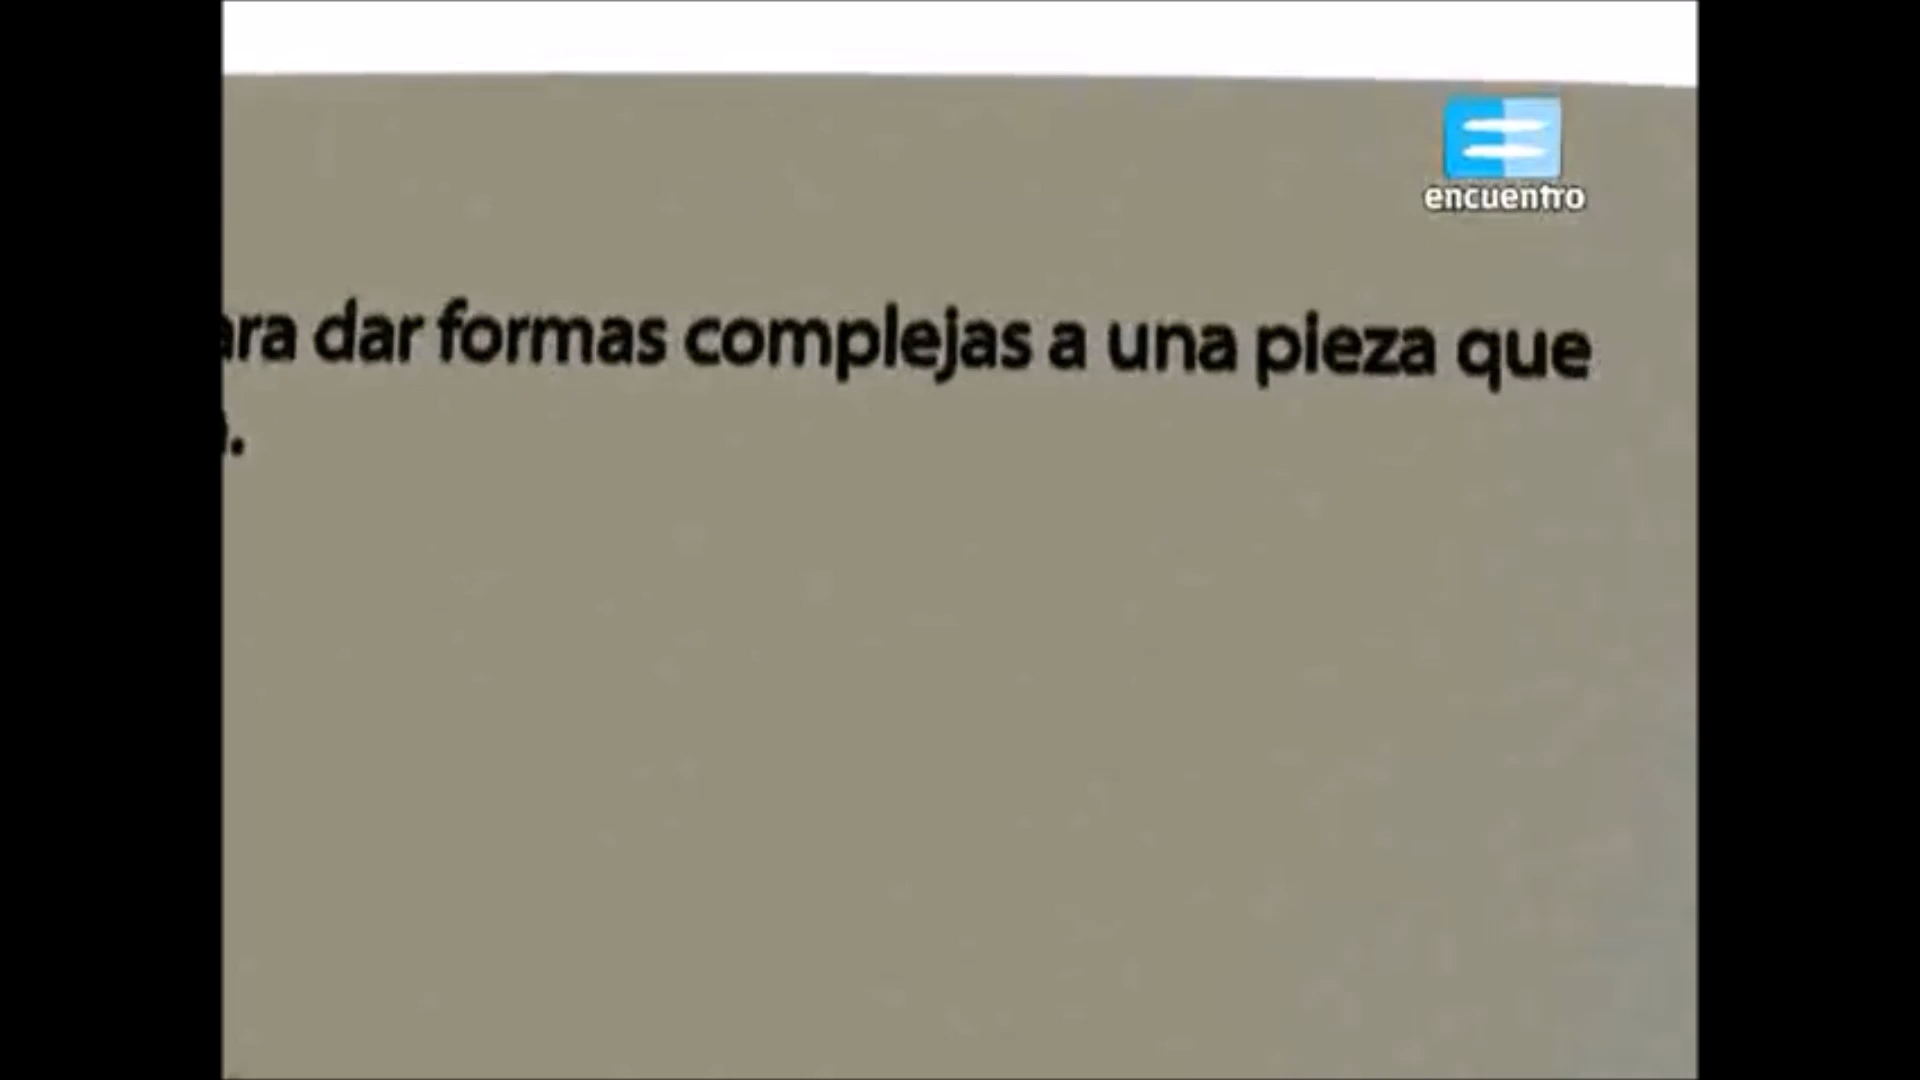 encuentro
ara dar formas complejas a una pieza que
.